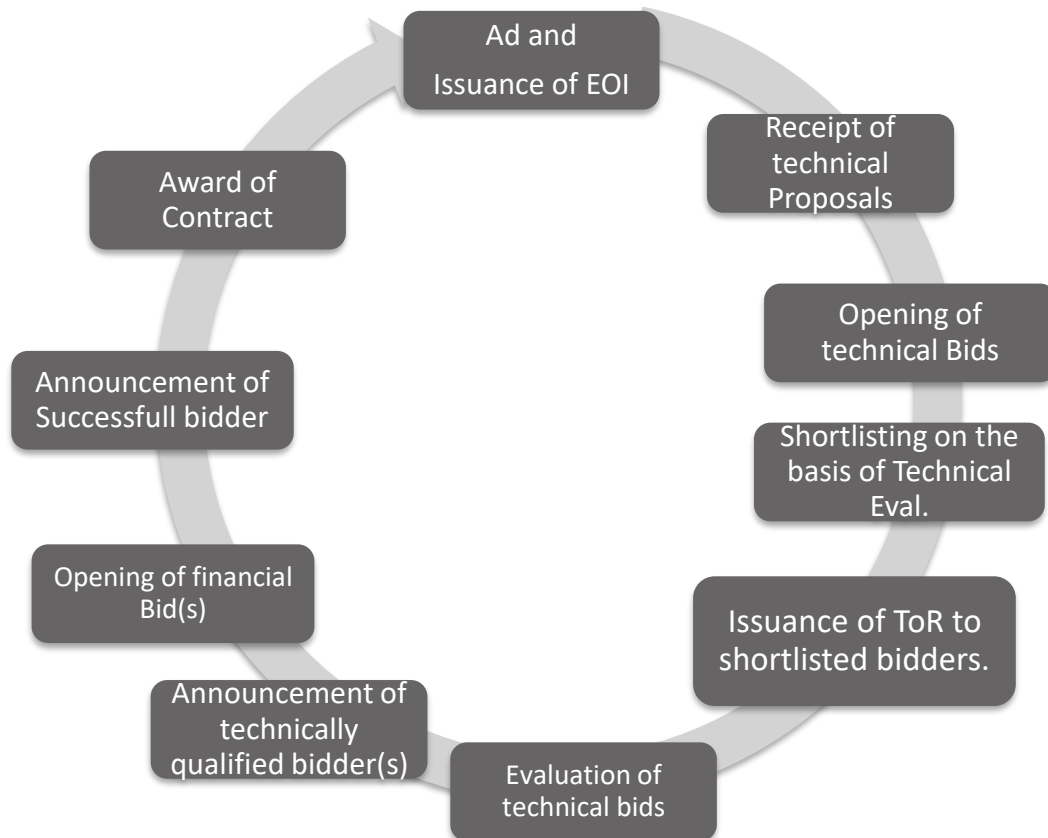 Ad and
Issuance of EOI
Receipt of
technical
Proposals
Opening of
technical Bids
Shortlisting on the
basis of Technical
Eval.
Issuance of ToR to
shortlisted bidders.
Evaluation of
technical bids
Announcement of
technically
qualified bidder(s)
Opening of financial
Bid(s)
Announcement of
Successfull bidder
Award of
Contract